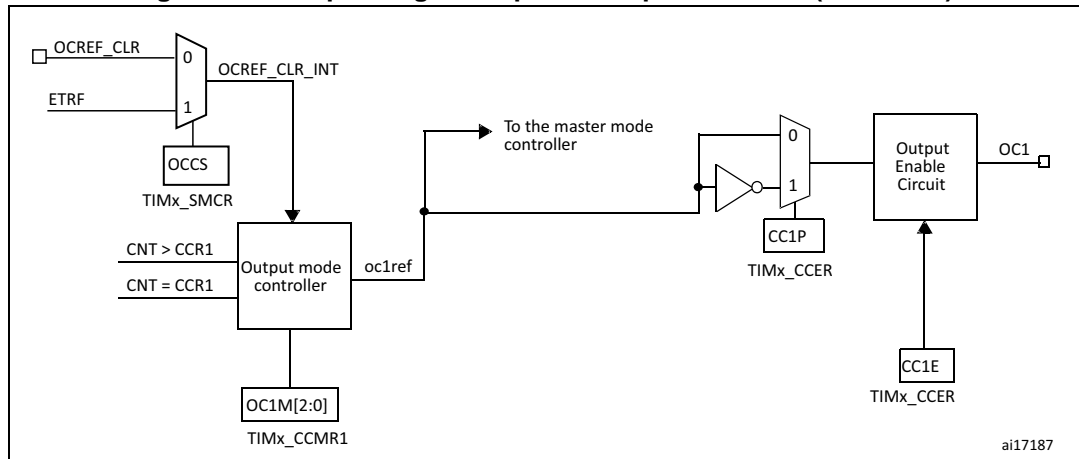 OCREF_CLR
0
OCREF_CLR_INT
ETRF
1
To the master mode
controller
0
Output
Enable
Circuit
OC1
OCCS
TIMx_SMCR
1
CNT > CCR1
CC1P
Output mode
controller
oc1ref
TIMx_CCER
CNT = CCR1
CC1E
TIMx_CCER
OC1M[2:0]
TIMx_CCMR1
ai17187